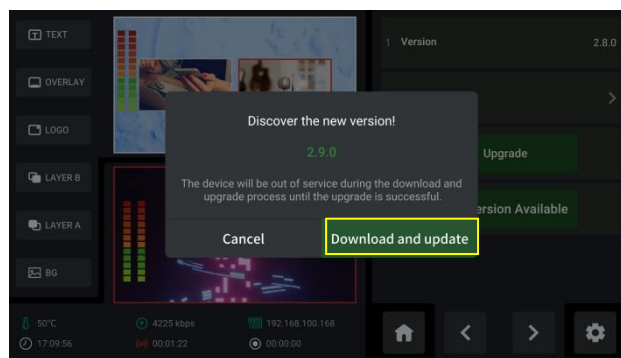 TEXT
1 Version 2.8.0
OVERLAY
LOGO
Discover the new version!
2.9.0
Upgrade
LAYER B
The device will be out of service during the download and
upgrade process until the upgrade is successful.
ersion Available
LAYER A
Cancel Download and update
BG
50°C 4225 kbps 192.168.100.168
17:09:56 00:01:22 00:00:00